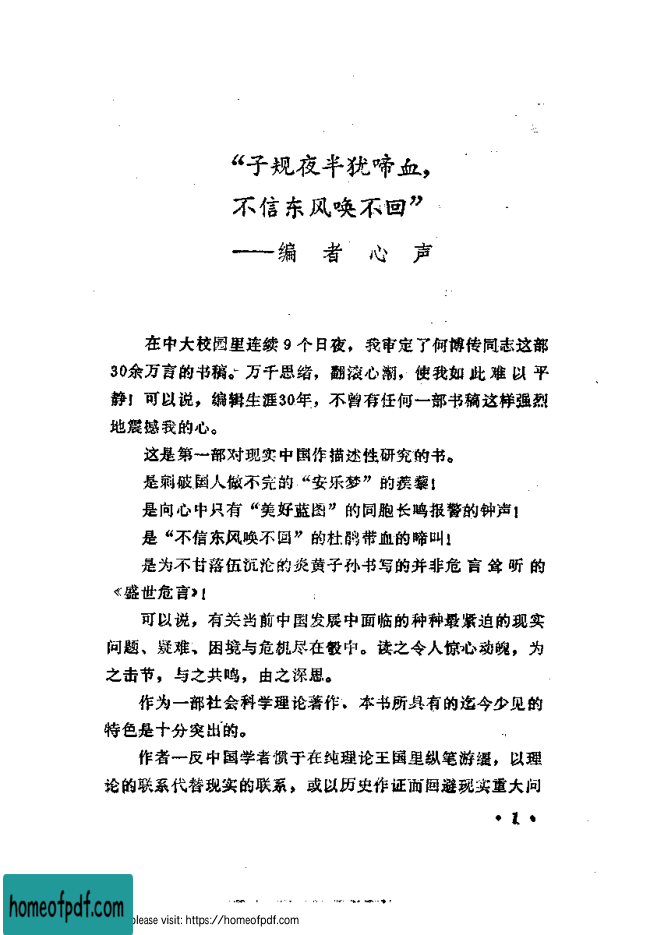 “子规夜半犹啼血，
不信东风唤不回”
——编 者 心 声
在中大校园里连续9个日夜，我审定了何博传同志这部
30余万言的书稿。万千思绪，翻滚心潮，使我如此难以平
静！可以说，编辑生涯30年，不曾有任何一部书稿这样强烈
地震撼我的心。
这是第一部对现实中国作描述性研究的书。
是刺破国人做不完的“安乐梦”的蒺藜！
是向心中只有“美好蓝图”的同胞长鸣报警的钟声！
是“不信东风唤不回”的杜鹃带血的啼叫！
是为不甘落伍沉沦的炎黄子孙书写的并非危言耸听的
《盛世危言》！
可以说，有关当前中国发展中面临的种种最紧迫的现实
问题、疑难、困境与危机尽在彀中。读之令人惊心动魄，为
之击节，与之共鸣，由之深思。
作为一部社会科学理论著作、本书所具有的迄今少见的
特色是十分突出的。
作者一反中国学者惯于在纯理论王国里纵笔游缰，以理
论的联系代替现实的联系，或以历史作证而回避现实重大问
• 1 •
homeofpdf.com
please visit: https://homeofpdf.com